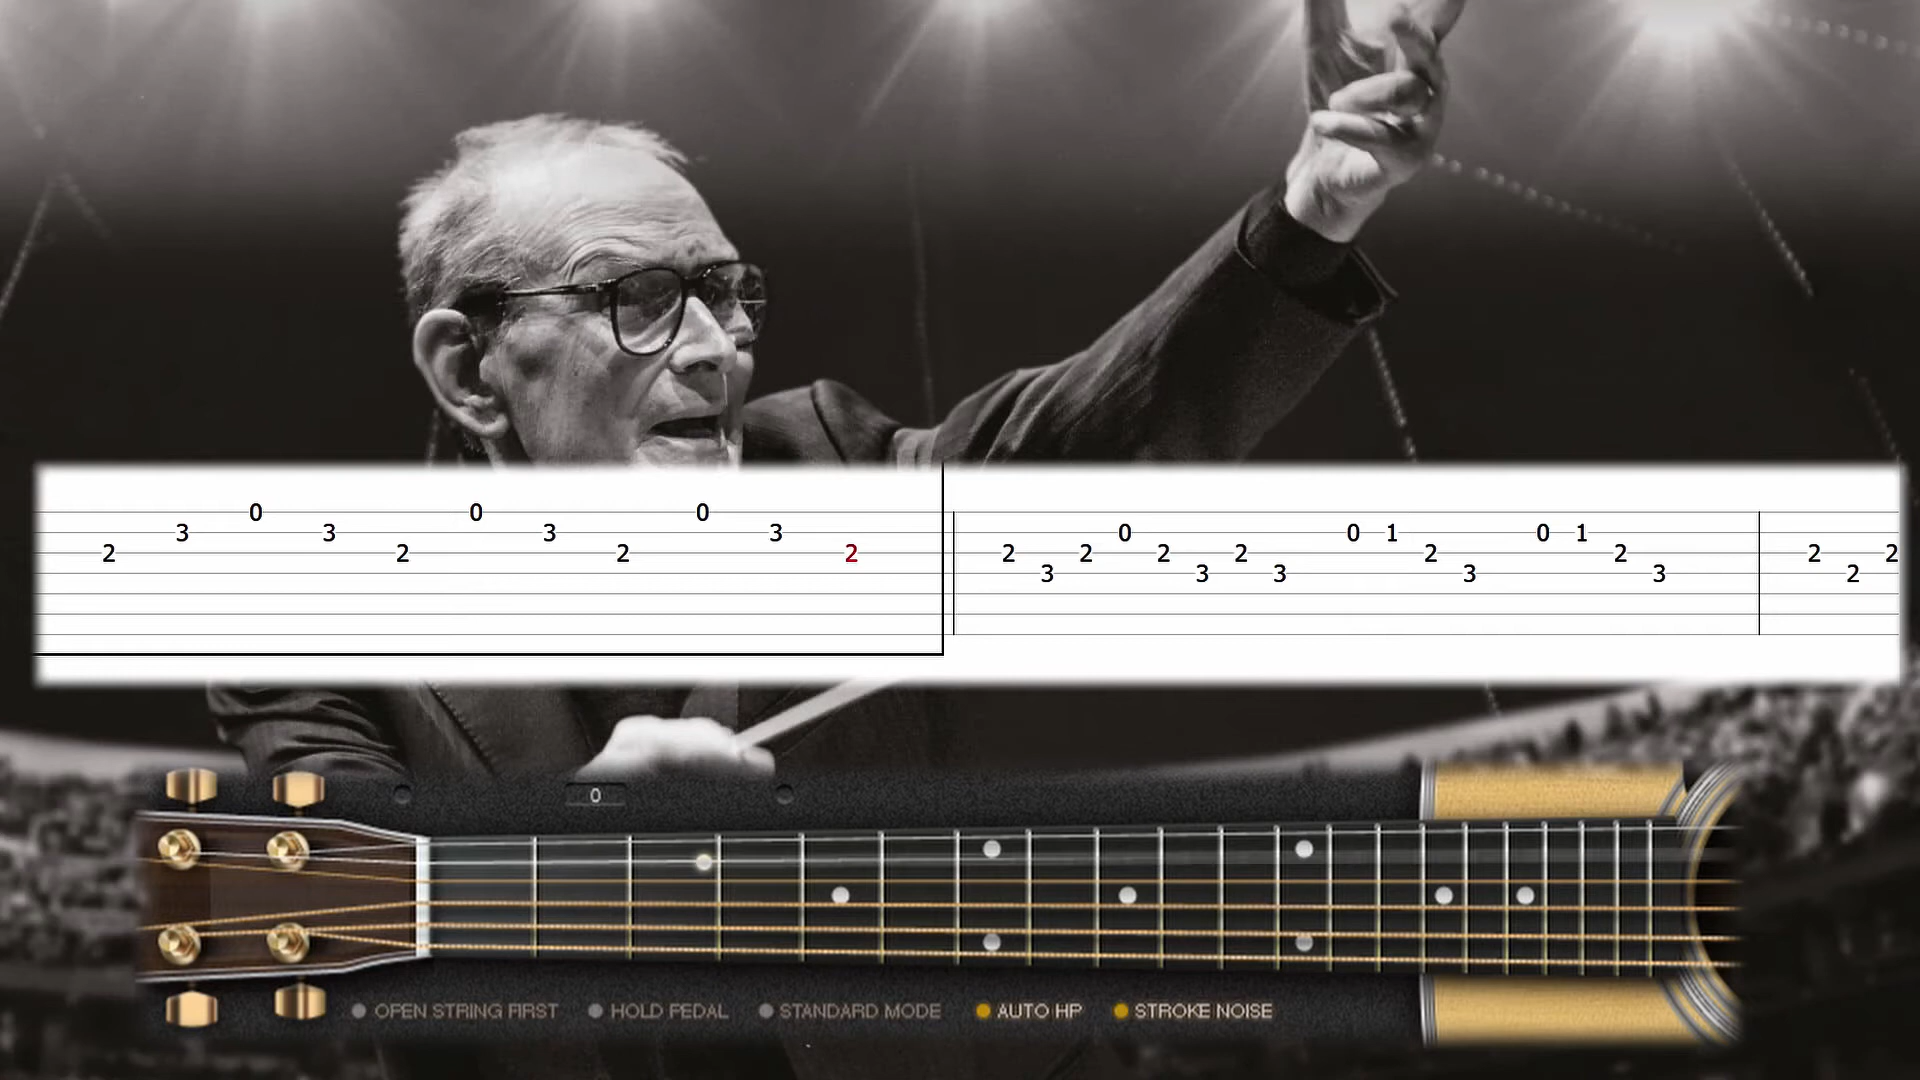 0 0 0
3 3 3 3 0 0 1 0 1
2 2 2 2 2 2 2 2 2 2 2 2
3 3 3 3 3 2
0
OPEN STRING FIRST HOLD PEDAL STANDARD MODE AUTO HP STROKE NOISE